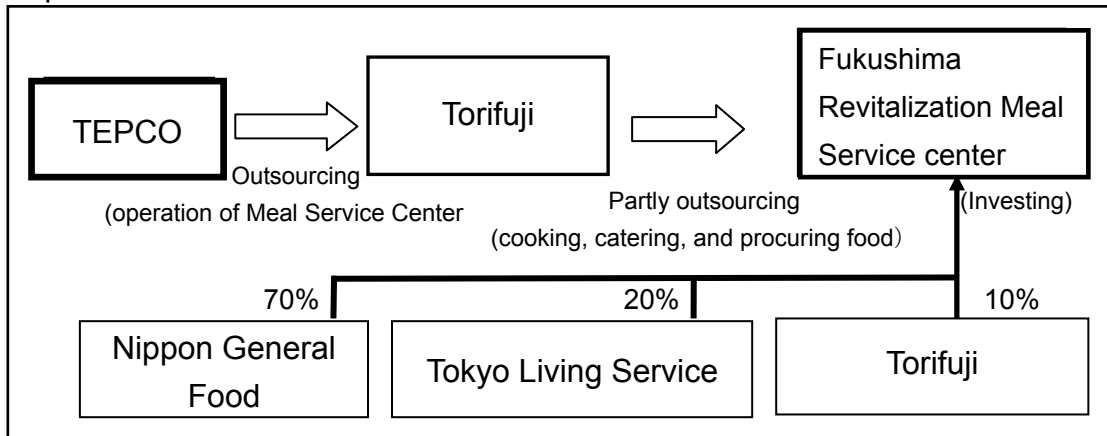 TEPCO
Torifuji
Fukushima
Revitalization Meal
Service center
Outsourcing
(operation of Meal Service Center
Partly outsourcing
(cooking, catering, and procuring food）
(Investing)
70%
20%
10%
Nippon General
Food
Tokyo Living Service
Torifuji